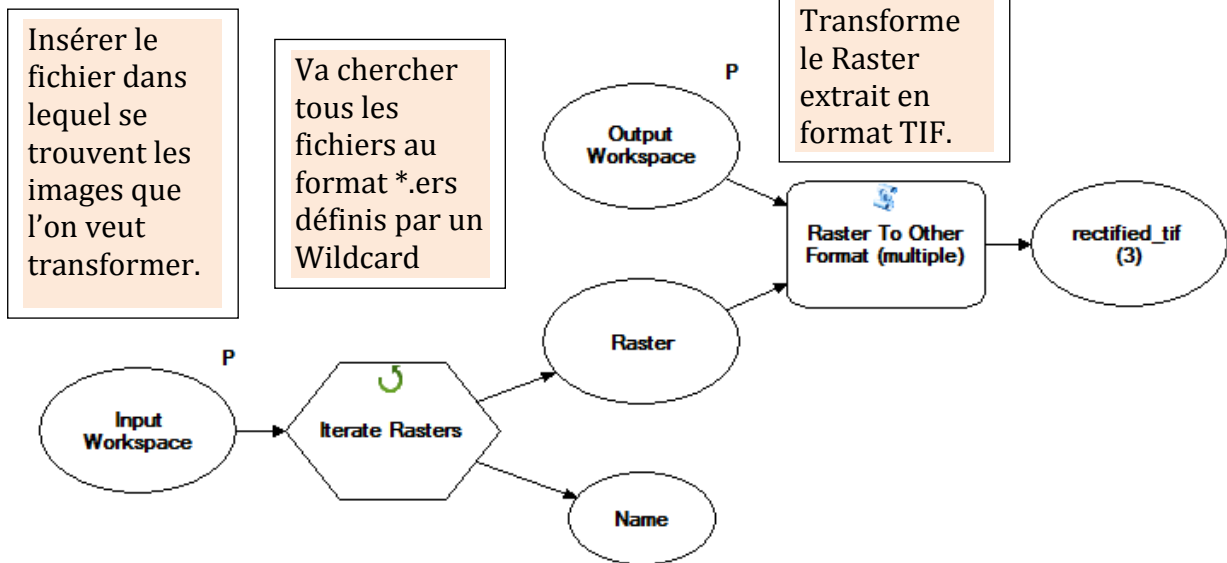 Insérer le
fichier dans
lequel se
trouvent les
images que
l’on veut
transformer.
Va chercher
tous les
fichiers au
format *.ers
définis par un
Wildcard
Transforme
le Raster
extrait en
format TIF.
P
Output
Workspace
Raster To Other
Format (multiple)
rectified_tif
(3)
Raster
P
Input
Workspace
Iterate Rasters
Name